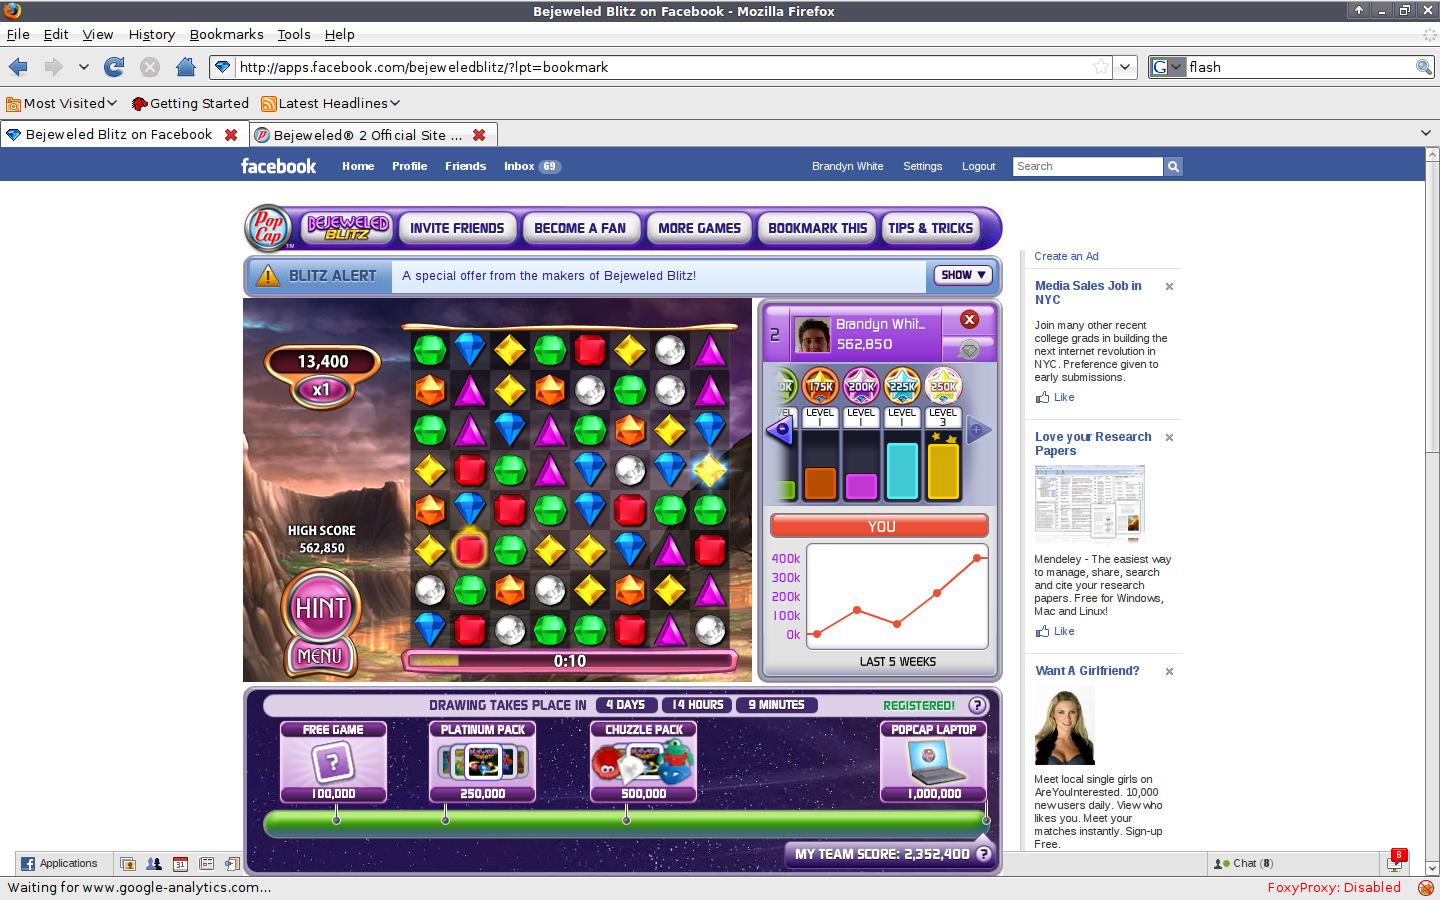 Bejeweled Blitz on Facebook - Mozilla Firefox
File Edit View History Bookmarks Tools Help
http://apps.facebook.com/bejeweledblitz/?lpt=bookmark
G flash
Most Visited Getting Started Latest Headlines
Bejeweled Blitz on Facebook
Bejeweled® 2 Official Site ...
facebook Home Profile Friends Inbox 69 Brandyn White Settings Logout Search
Pop Cap ™
BEJEWELED BLITZ
INVITE FRIENDS
BECOME A FAN
MORE GAMES
BOOKMARK THIS
TIPS & TRICKS
BLITZ ALERT A special offer from the makers of Bejeweled Blitz! SHOW
13,400
x1
HIGH SCORE
562,850
HINT
MENU
0:10
2
Brandyn Whit...
562,850
175K 200K 225K 250K
LEVEL 1
LEVEL 1
LEVEL 1
LEVEL 3
YOU
400k
300k
200k
100k
0k
LAST 5 WEEKS
DRAWING TAKES PLACE IN 4 DAYS 14 HOURS 9 MINUTES REGISTERED! ?
FREE GAME
?
100,000
PLATINUM PACK
250,000
CHUZZLE PACK
500,000
POPCAP LAPTOP
1,000,000
MY TEAM SCORE: 2,352,400 ?
Create an Ad
Media Sales Job in
NYC
Join many other recent
college grads in building the
next internet revolution in
NYC. Preference given to
early submissions.
Like
Love your Research
Papers
Mendeley - The easiest way
to manage, share, search
and cite your research
papers. Free for Windows,
Mac and Linux!
Like
Want A Girlfriend?
Meet local single girls on
AreYouInterested. 10,000
new users daily. View who
likes you. Meet your
matches instantly. Sign-up
Free.
Applications
31
Chat (8)
8
Waiting for www.google-analytics.com...
FoxyProxy: Disabled